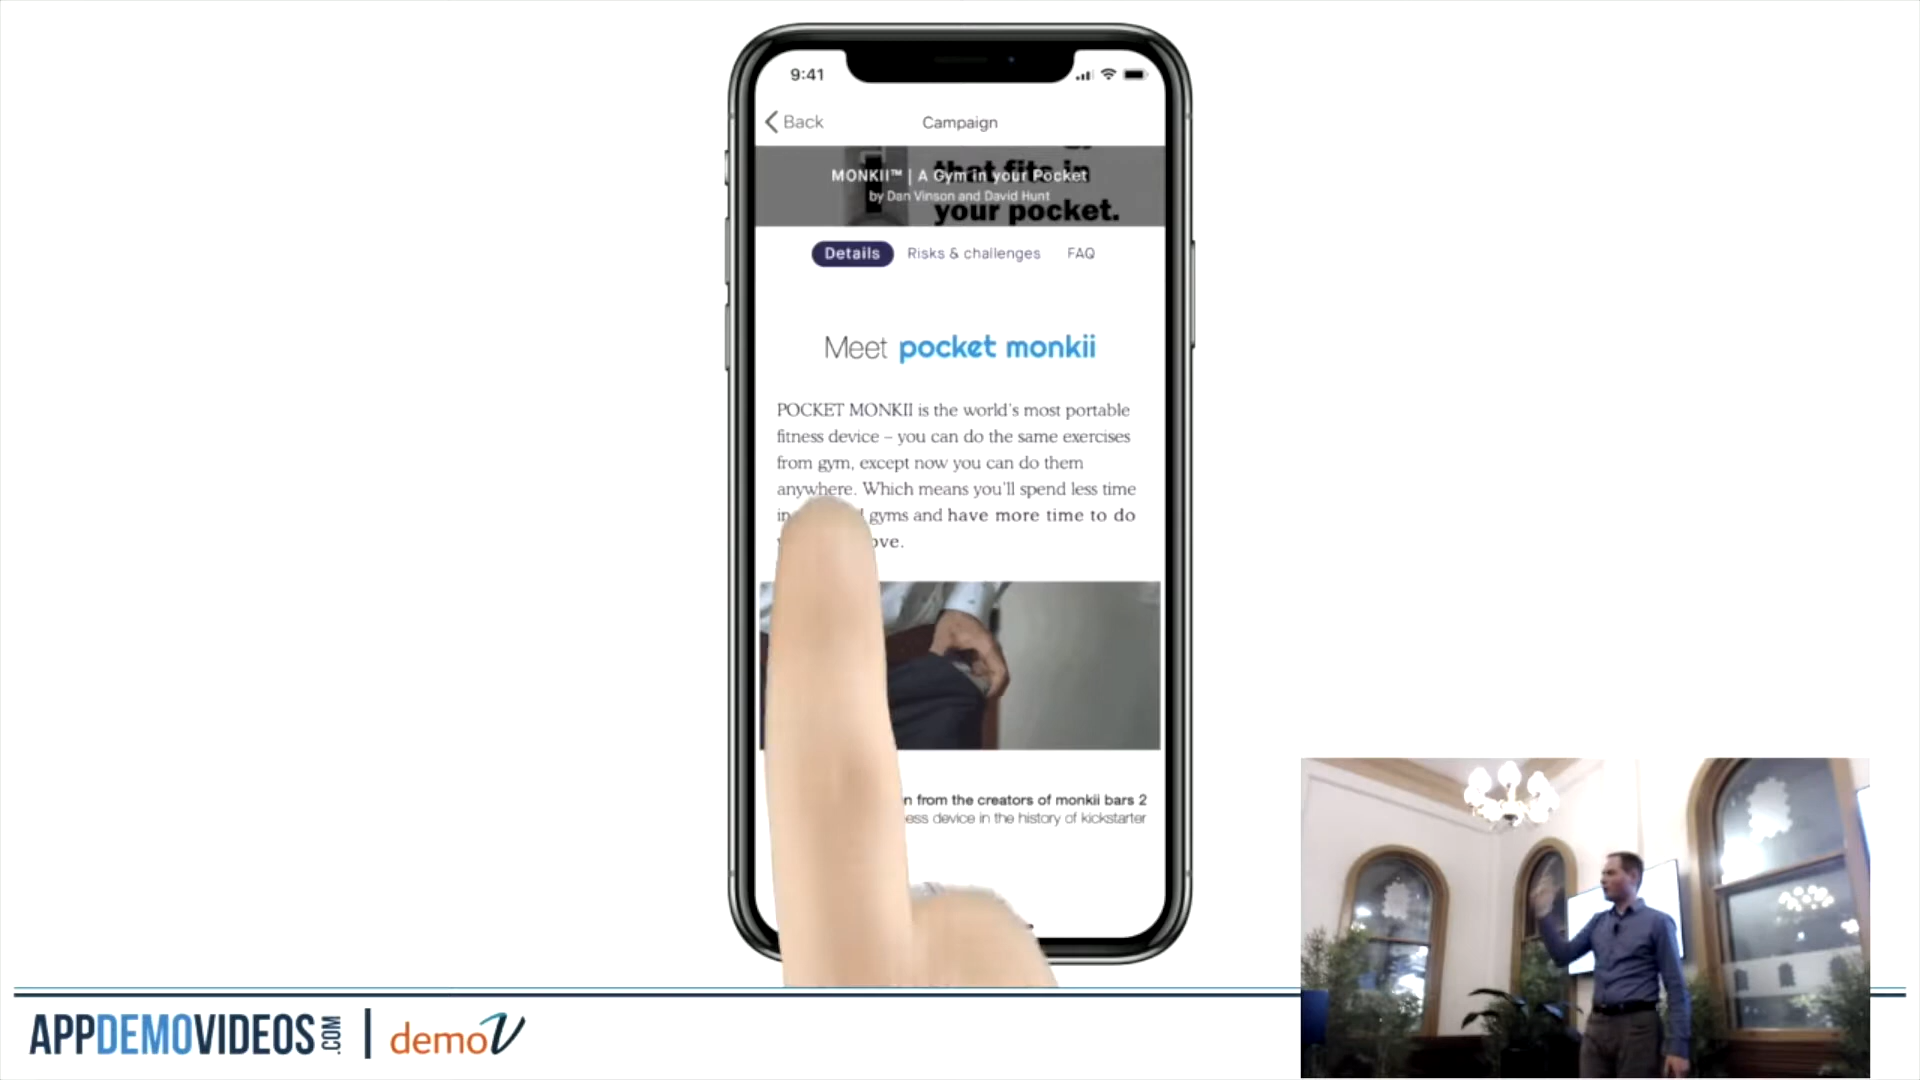 9:41
Back
Campaign
that fits in
your pocket.
MONKII™ | A Gym in your Pocket
by Dan Vinson and David Hunt
Details
Risks & challenges
FAQ
Meet pocket monkii
POCKET MONKII is the world's most portable
fitness device – you can do the same exercises
from gym, except now you can do them
anywhere. Which means you'll spend less time
gyms and have more time to do
from the creators of monkii bars 2
device in the history of kickstarter
APPDEMOVIDEOS.COM | demoV